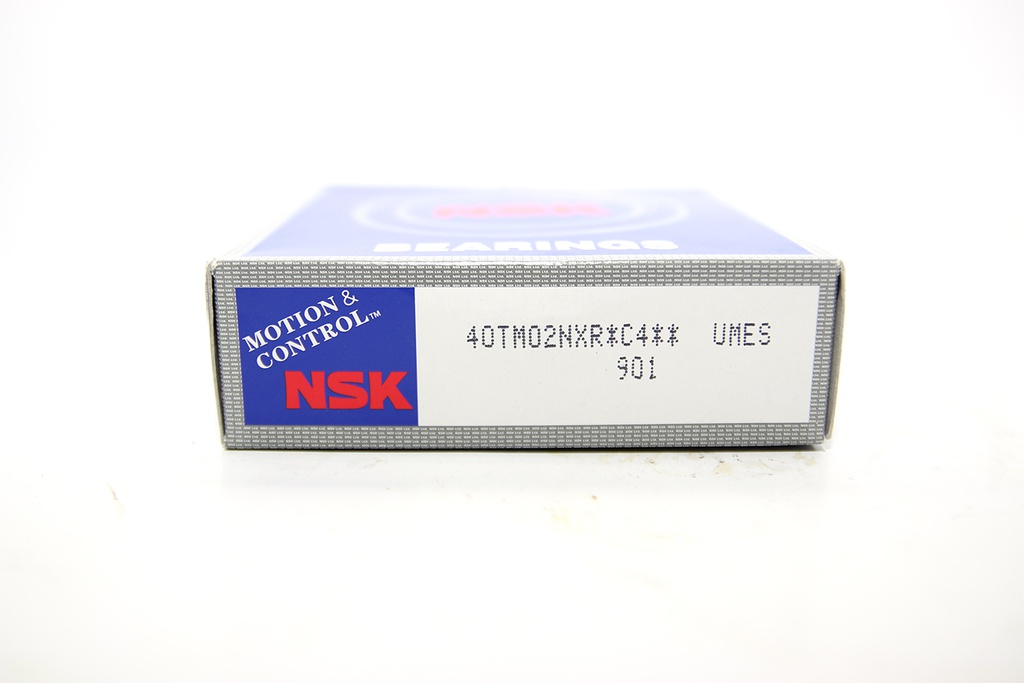 NSK
BEARINGS
MOTION &
CONTROL™
NSK
40TM02NXR*C4** UMES
901